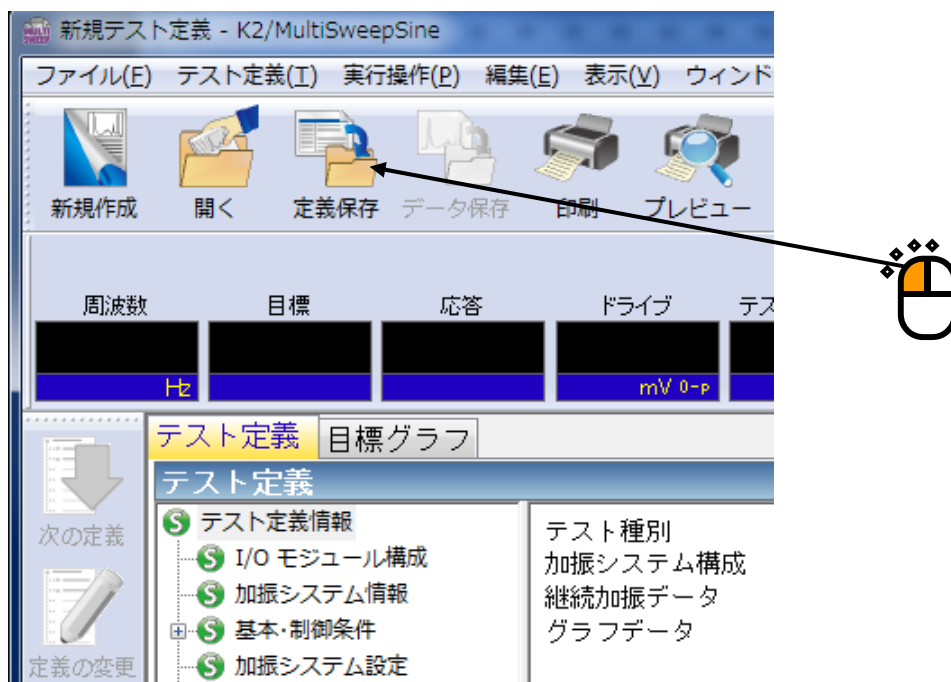 MULTI SWEEP 新規テスト定義 - K2/MultiSweepSine
ファイル(F) テスト定義(T) 実行操作(P) 編集(E) 表示(V) ウィンド
新規作成 開く 定義保存 データ保存 印刷 プレビュー
周波数 目標 応答 ドライブ テス
Hz mV 0-p
テスト定義 目標グラフ
テスト定義
次の定義
定義の変更
S テスト定義情報
S I/O モジュール構成
S 加振システム情報
S 基本・制御条件
S 加振システム設定
テスト種別
加振システム構成
継続加振データ
グラフデータ